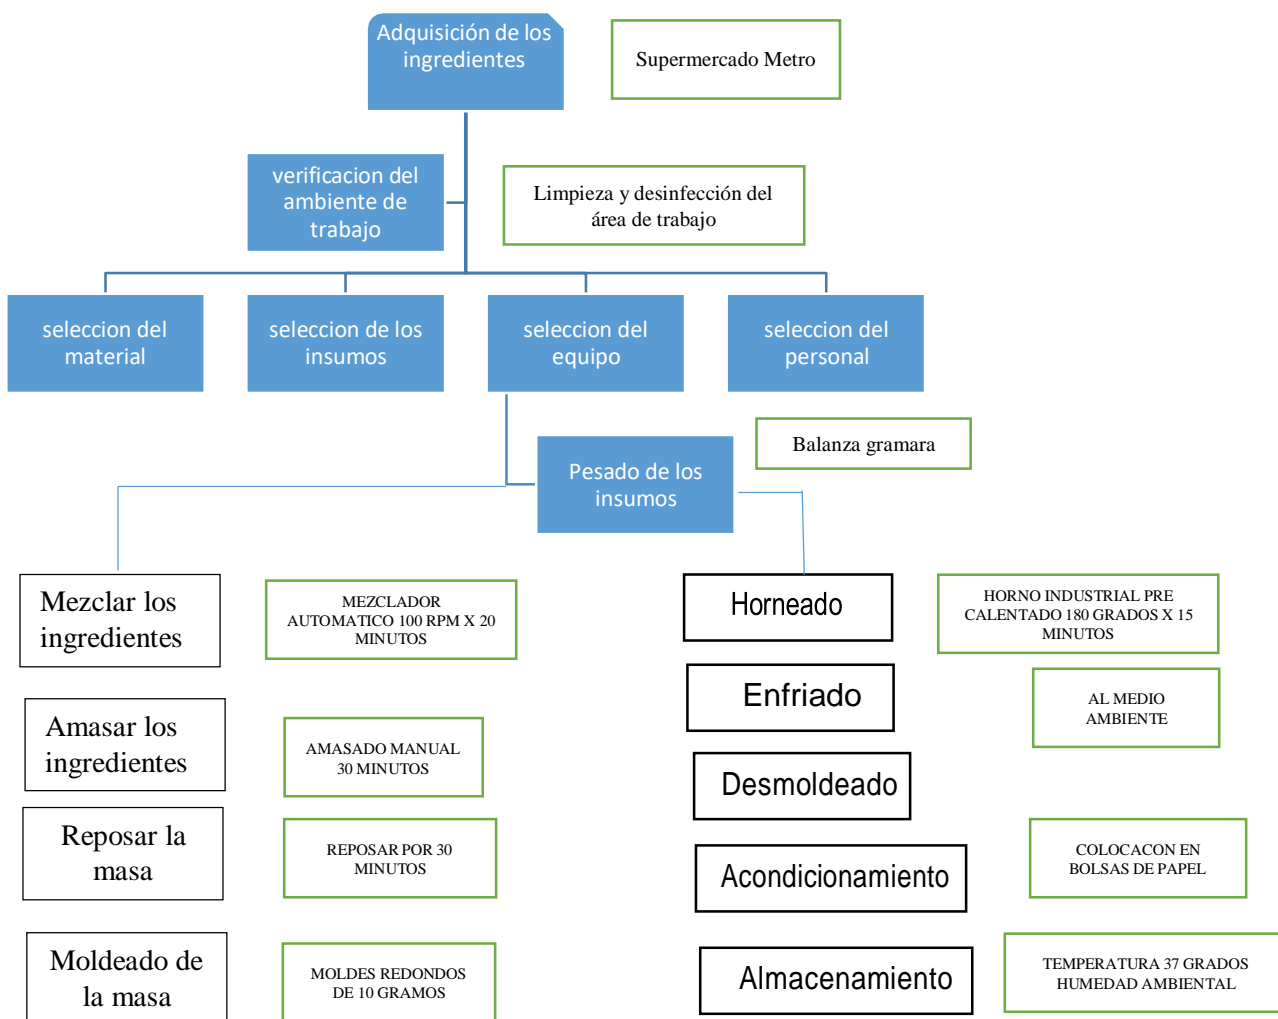 Adquisición de los
ingredientes
Supermercado Metro
verificacion del
ambiente de
trabajo
Limpieza y desinfección del
área de trabajo
seleccion del
material
seleccion de los
insumos
seleccion del
equipo
seleccion del
personal
Balanza gramara
Pesado de los
insumos
Mezclar los
ingredientes
MEZCLADOR
AUTOMATICO 100 RPM X 20
MINUTOS
Amasar los
ingredientes
AMASADO MANUAL
30 MINUTOS
Reposar la
masa
REPOSAR POR 30
MINUTOS
Moldeado de
la masa
MOLDES REDONDOS
DE 10 GRAMOS
Horneado
HORNO INDUSTRIAL PRE
CALENTADO 180 GRADOS X 15
MINUTOS
Enfriado
AL MEDIO
AMBIENTE
Desmoldeado
Acondicionamiento
COLOCACON EN
BOLSAS DE PAPEL
Almacenamiento
TEMPERATURA 37 GRADOS
HUMEDAD AMBIENTAL